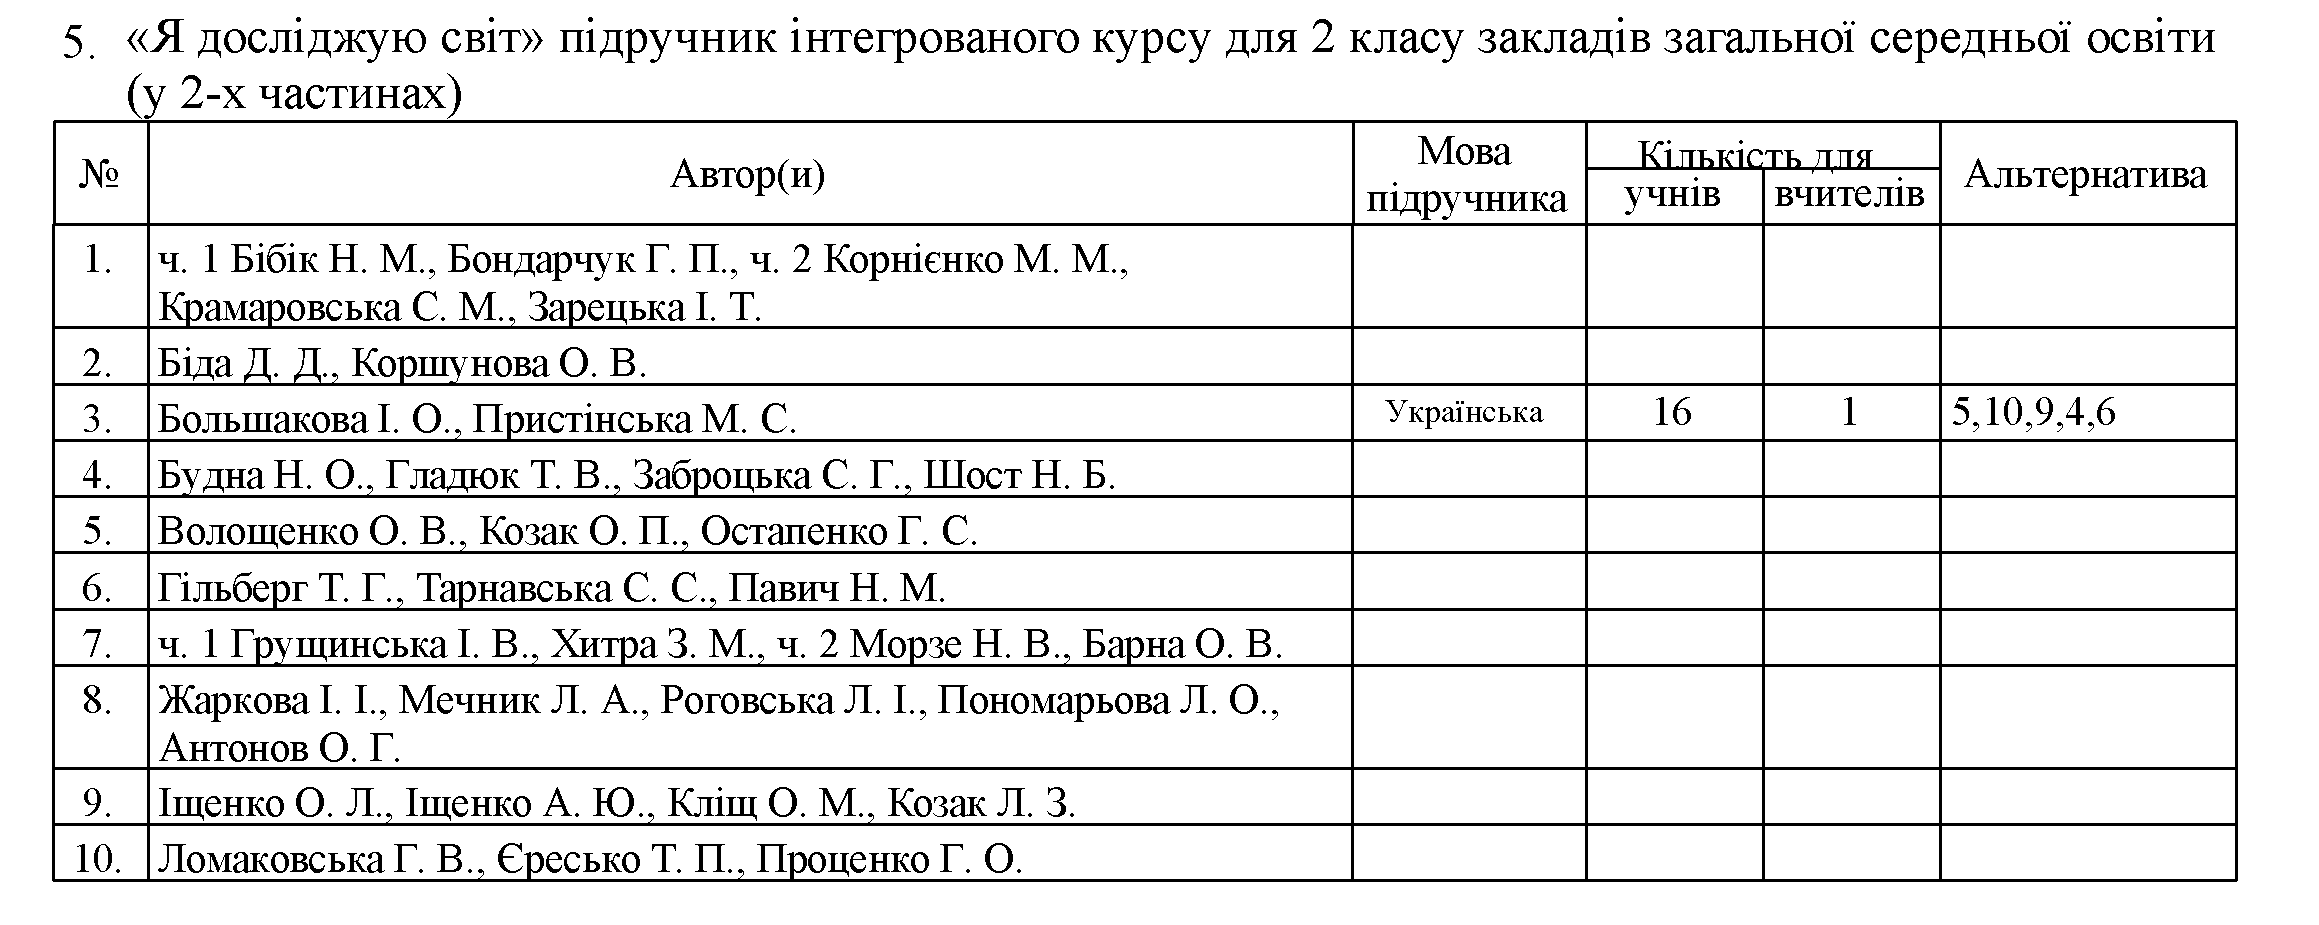 5. «Я досліджую світ» підручник інтегрованого курсу для 2 класу закладів загальної середньої освіти
(у 2-х частинах)
№ Автор(и) Мова підручника Кількість для учнів вчителів Альтернатива
1. ч. 1 Бібік Н. М., Бондарчук Г. П., ч. 2 Корнієнко М. М.,
Крамаровська С. М., Зарецька І. Т.
2. Біда Д. Д., Коршунова О. В.
3. Большакова І. О., Пристінська М. С. Українська 16 1 5,10,9,4,6
4. Будна Н. О., Гладюк Т. В., Заброцька С. Г., Шост Н. Б.
5. Волощенко О. В., Козак О. П., Остапенко Г. С.
6. Гільберг Т. Г., Тарнавська С. С., Павич Н. М.
7. ч. 1 Грущинська І. В., Хитра З. М., ч. 2 Морзе Н. В., Барна О. В.
8. Жаркова І. І., Мечник Л. А., Роговська Л. І., Пономарьова Л. О.,
Антонов О. Г.
9. Іщенко О. Л., Іщенко А. Ю., Кліщ О. М., Козак Л. З.
10. Ломаковська Г. В., Єресько Т. П., Проценко Г. О.